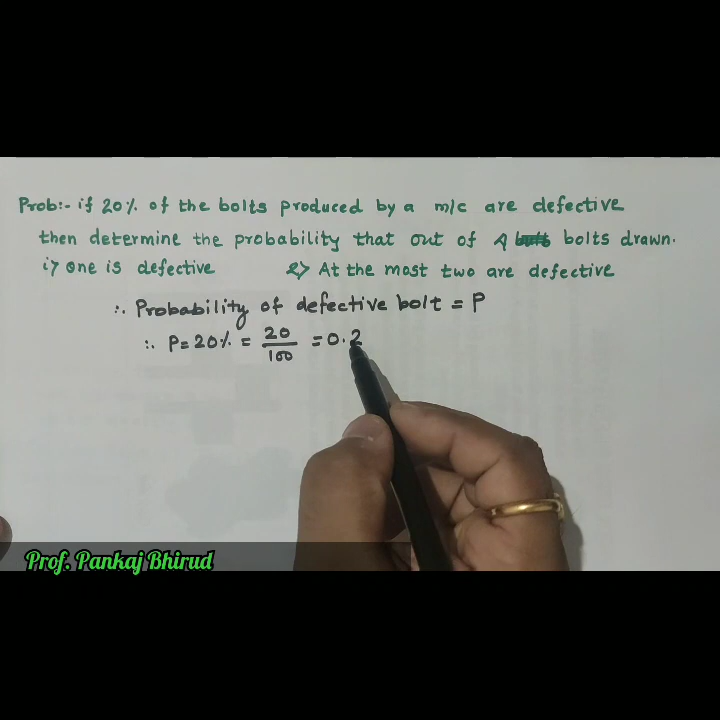 Prob:- if 20% of the bolts produced by a m/c are defective
then determine the probability that out of 4 bolts drawn.
i) one is defective 2) At the most two are defective
∴ Probability of defective bolt = P
∴ P = 20% = 20/100 = 0.2
Prof. Pankaj Bhirud